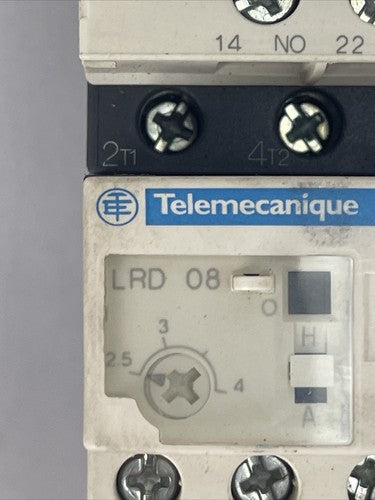 14 NO 22
2T1 4T2
Telemecanique
LRD 08
O
3
H
2.5
4
A